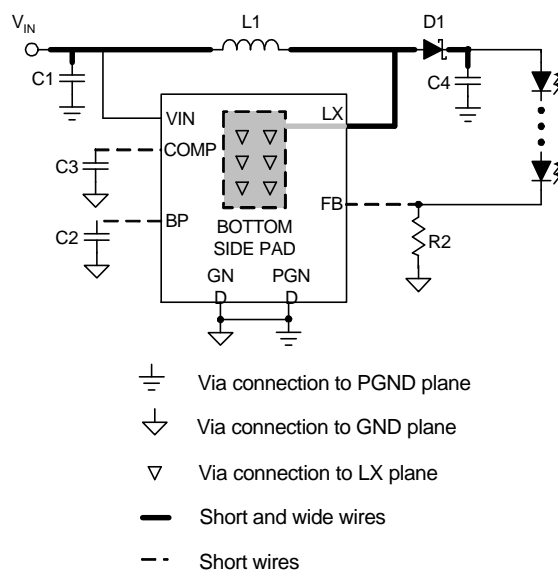 VIN
L1
D1
C1
C4
VIN
LX
COMP
C3
FB
BP
C2
BOTTOM
SIDE PAD
R2
GN
D
PGN
D
Via connection to PGND plane
Via connection to GND plane
Via connection to LX plane
Short and wide wires
Short wires